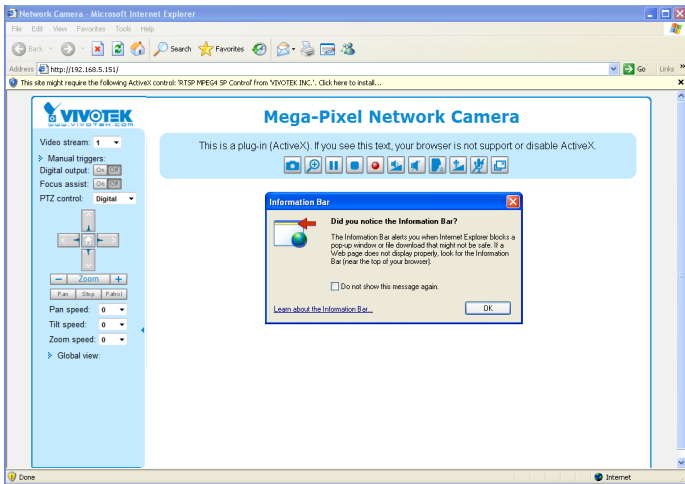 Network Camera - Microsoft Internet Explorer
File Edit View Favorites Tools Help
Back Search Favorites
Address http://192.168.5.151/ Go Links »
This site might require the following ActiveX control: 'RTSP MPEG4 SP Control' from 'VIVOTEK INC.'. Click here to install...
VIVOTEK
www.vivotek.com
Mega-Pixel Network Camera
This is a plug-in (ActiveX). If you see this text, your browser is not support or disable ActiveX.
Video stream: 1
Manual triggers:
Digital output: On Off
Focus assist: On Off
PTZ control: Digital
Zoom
Pan Stop Patrol
Pan speed: 0
Tilt speed: 0
Zoom speed: 0
Global view:
Information Bar
Did you notice the Information Bar?
The Information Bar alerts you when Internet Explorer blocks a
pop-up window or file download that might not be safe. If a
Web page does not display properly, look for the Information
Bar (near the top of your browser).
Do not show this message again.
Learn about the Information Bar...
OK
Done Internet